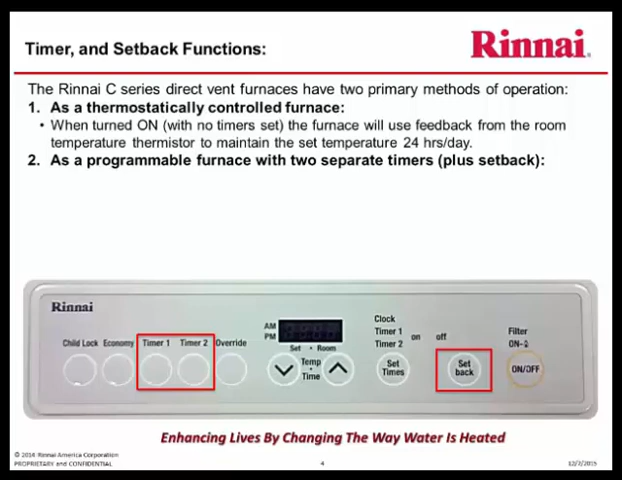 Timer, and Setback Functions:
Rinnai
The Rinnai C series direct vent furnaces have two primary methods of operation:
1. As a thermostatically controlled furnace:
• When turned ON (with no timers set) the furnace will use feedback from the room
temperature thermistor to maintain the set temperature 24 hrs/day.
2. As a programmable furnace with two separate timers (plus setback):
Rinnai
Child Lock Economy Timer 1 Timer 2 Override
AM
PM
Set • Room
Temp
•
Time
Clock
Timer 1
Timer 2
on off
Set
Times
Set
back
Filter
ON-
ON/OFF
Enhancing Lives By Changing The Way Water Is Heated
© 2014 Rinnai America Corporation
PROPRIETARY and CONFIDENTIAL
4
12/7/2015